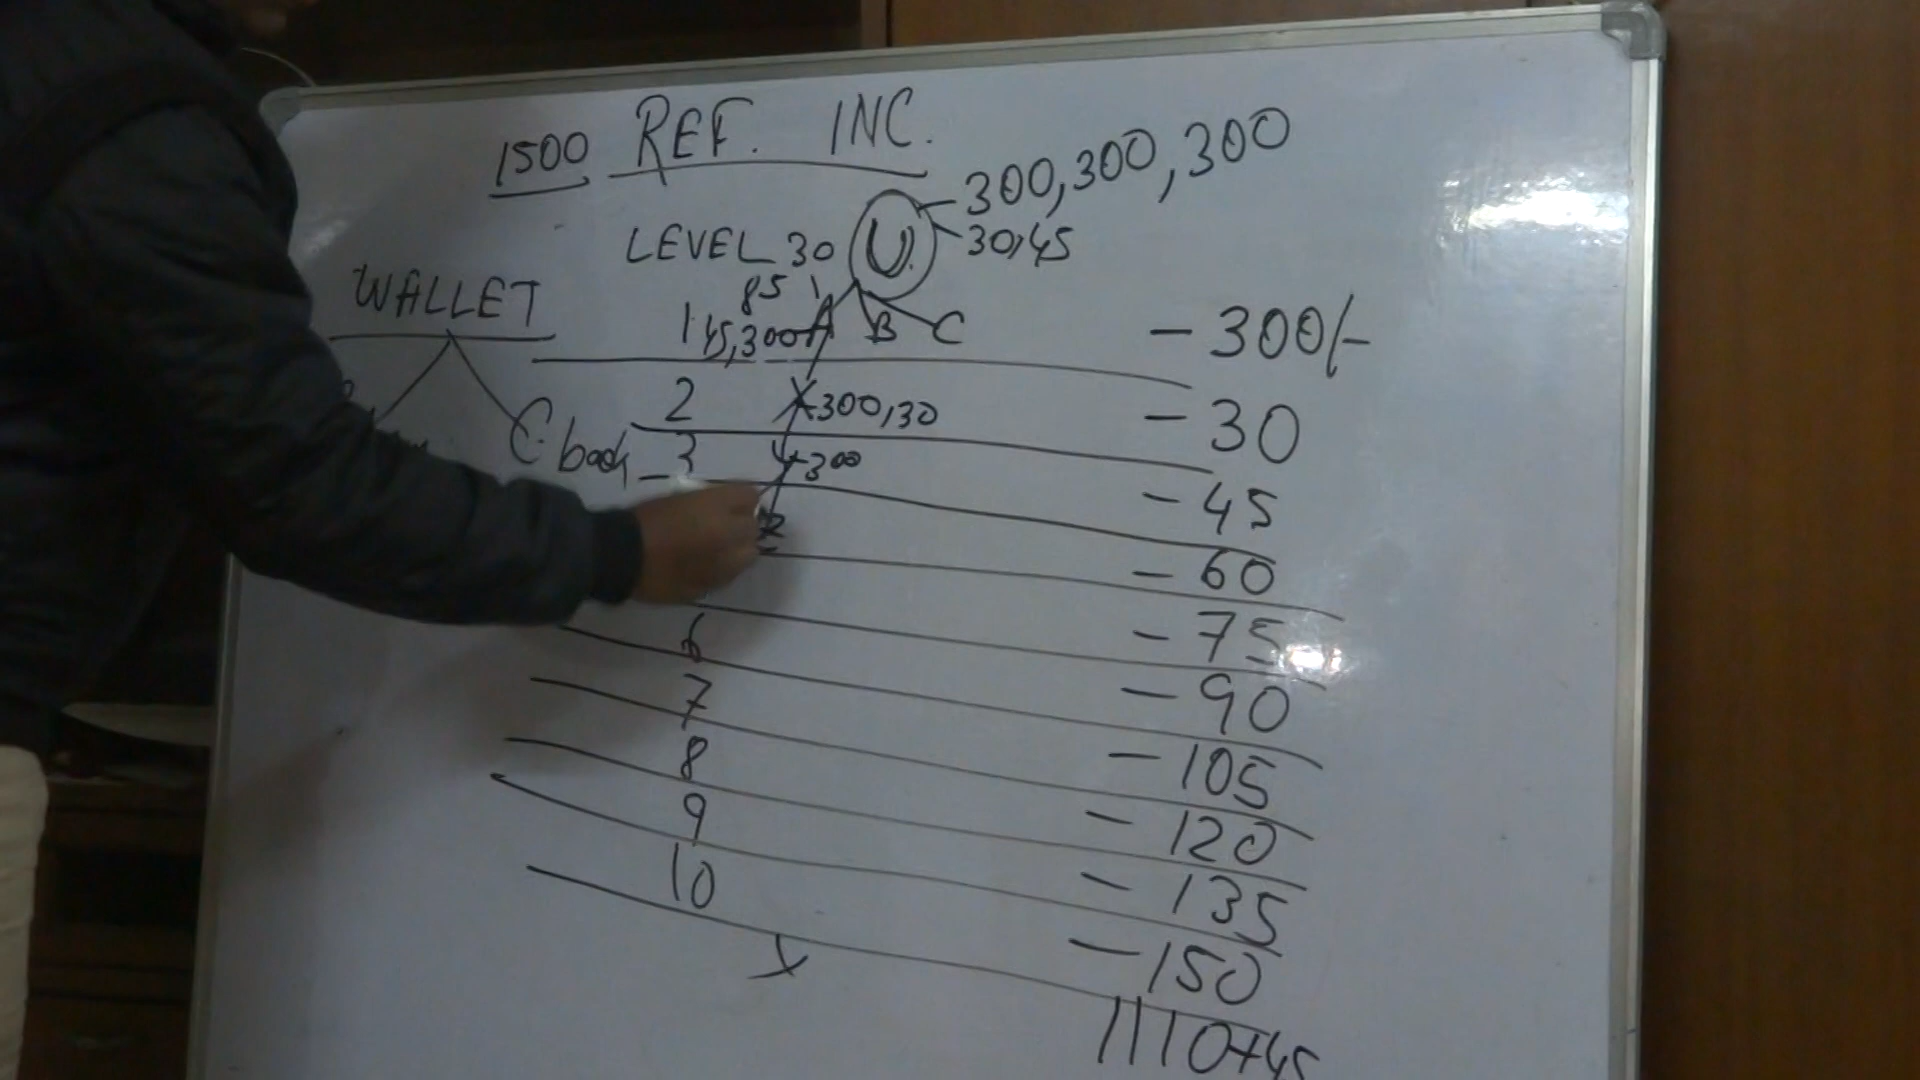 1500 REF. INC.
300,300,300
LEVEL 30 U. 30,45
WALLET
85
1 45,300 A B C - 300/-
2 X 300,30 - 30
C. back 3 Y 300 - 45
Z - 60
- 75
6 - 90
7 - 105
8 - 120
9 - 135
10 - 150
1110+45